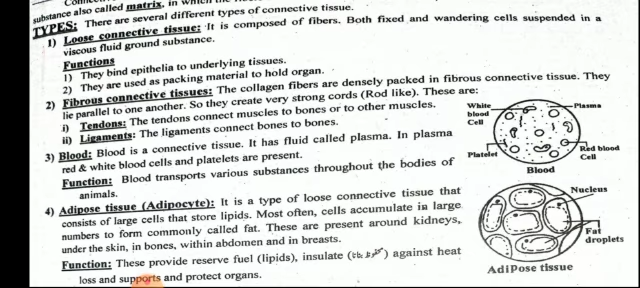 substance also called matrix, in which the
TYPES: There are several different types of connective tissue.
1) Loose connective tissue: It is composed of fibers. Both fixed and wandering cells suspended in a
viscous fluid ground substance.
Functions
1) They bind epithelia to underlying tissues.
2) They are used as packing material to hold organ.
2) Fibrous connective tissues: The collagen fibers are densely packed in fibrous connective tissue. They
lie parallel to one another. So they create very strong cords (Rod like). These are:
i) Tendons: The tendons connect muscles to bones or to other muscles.
ii) Ligaments: The ligaments connect bones to bones.
3) Blood: Blood is a connective tissue. It has fluid called plasma. In plasma
red & white blood cells and platelets are present.
Function: Blood transports various substances throughout the bodies of
animals.
4) Adipose tissue (Adipocyte): It is a type of loose connective tissue that
consists of large cells that store lipids. Most often, cells accumulate in large
numbers to form commonly called fat. These are present around kidneys,
under the skin, in bones, within abdomen and in breasts.
Function: These provide reserve fuel (lipids), insulate ( ) against heat
loss and supports and protect organs.
White
blood
Cell
Plasma
Platelet
Red blood
Cell
Blood
Nucleus
Fat
droplets
AdiPose tissue